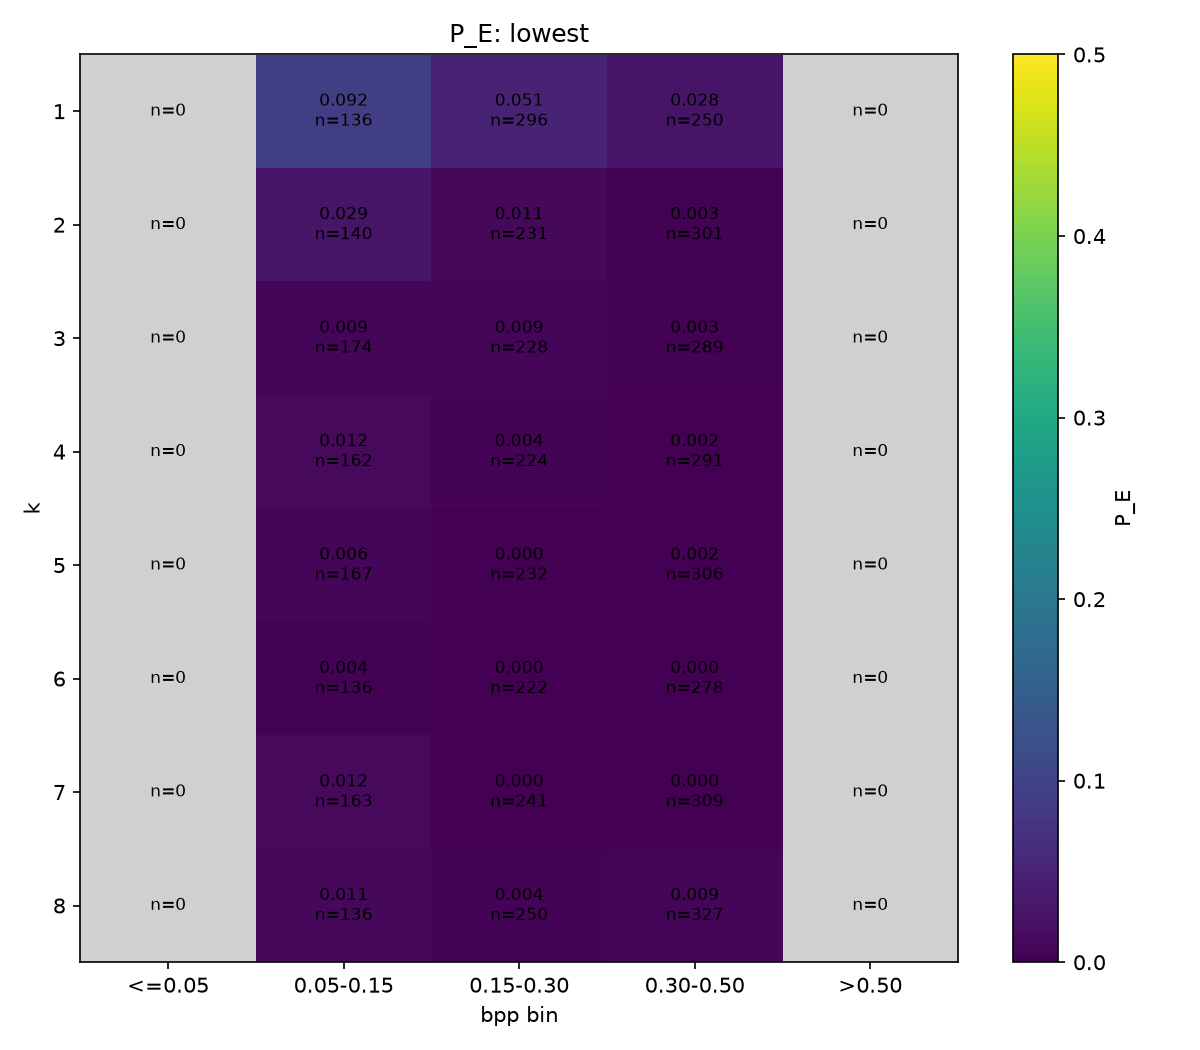 P_E: lowest
1
n=0
0.092
n=136
0.051
n=296
0.028
n=250
n=0
2
n=0
0.029
n=140
0.011
n=231
0.003
n=301
n=0
3
n=0
0.009
n=174
0.009
n=228
0.003
n=289
n=0
4
n=0
0.012
n=162
0.004
n=224
0.002
n=291
n=0
5
n=0
0.006
n=167
0.000
n=232
0.002
n=306
n=0
6
n=0
0.004
n=136
0.000
n=222
0.000
n=278
n=0
7
n=0
0.012
n=163
0.000
n=241
0.000
n=309
n=0
8
n=0
0.011
n=136
0.004
n=250
0.009
n=327
n=0
k
<=0.05
0.05-0.15
0.15-0.30
0.30-0.50
>0.50
bpp bin
0.5
0.4
0.3
0.2
0.1
0.0
P_E